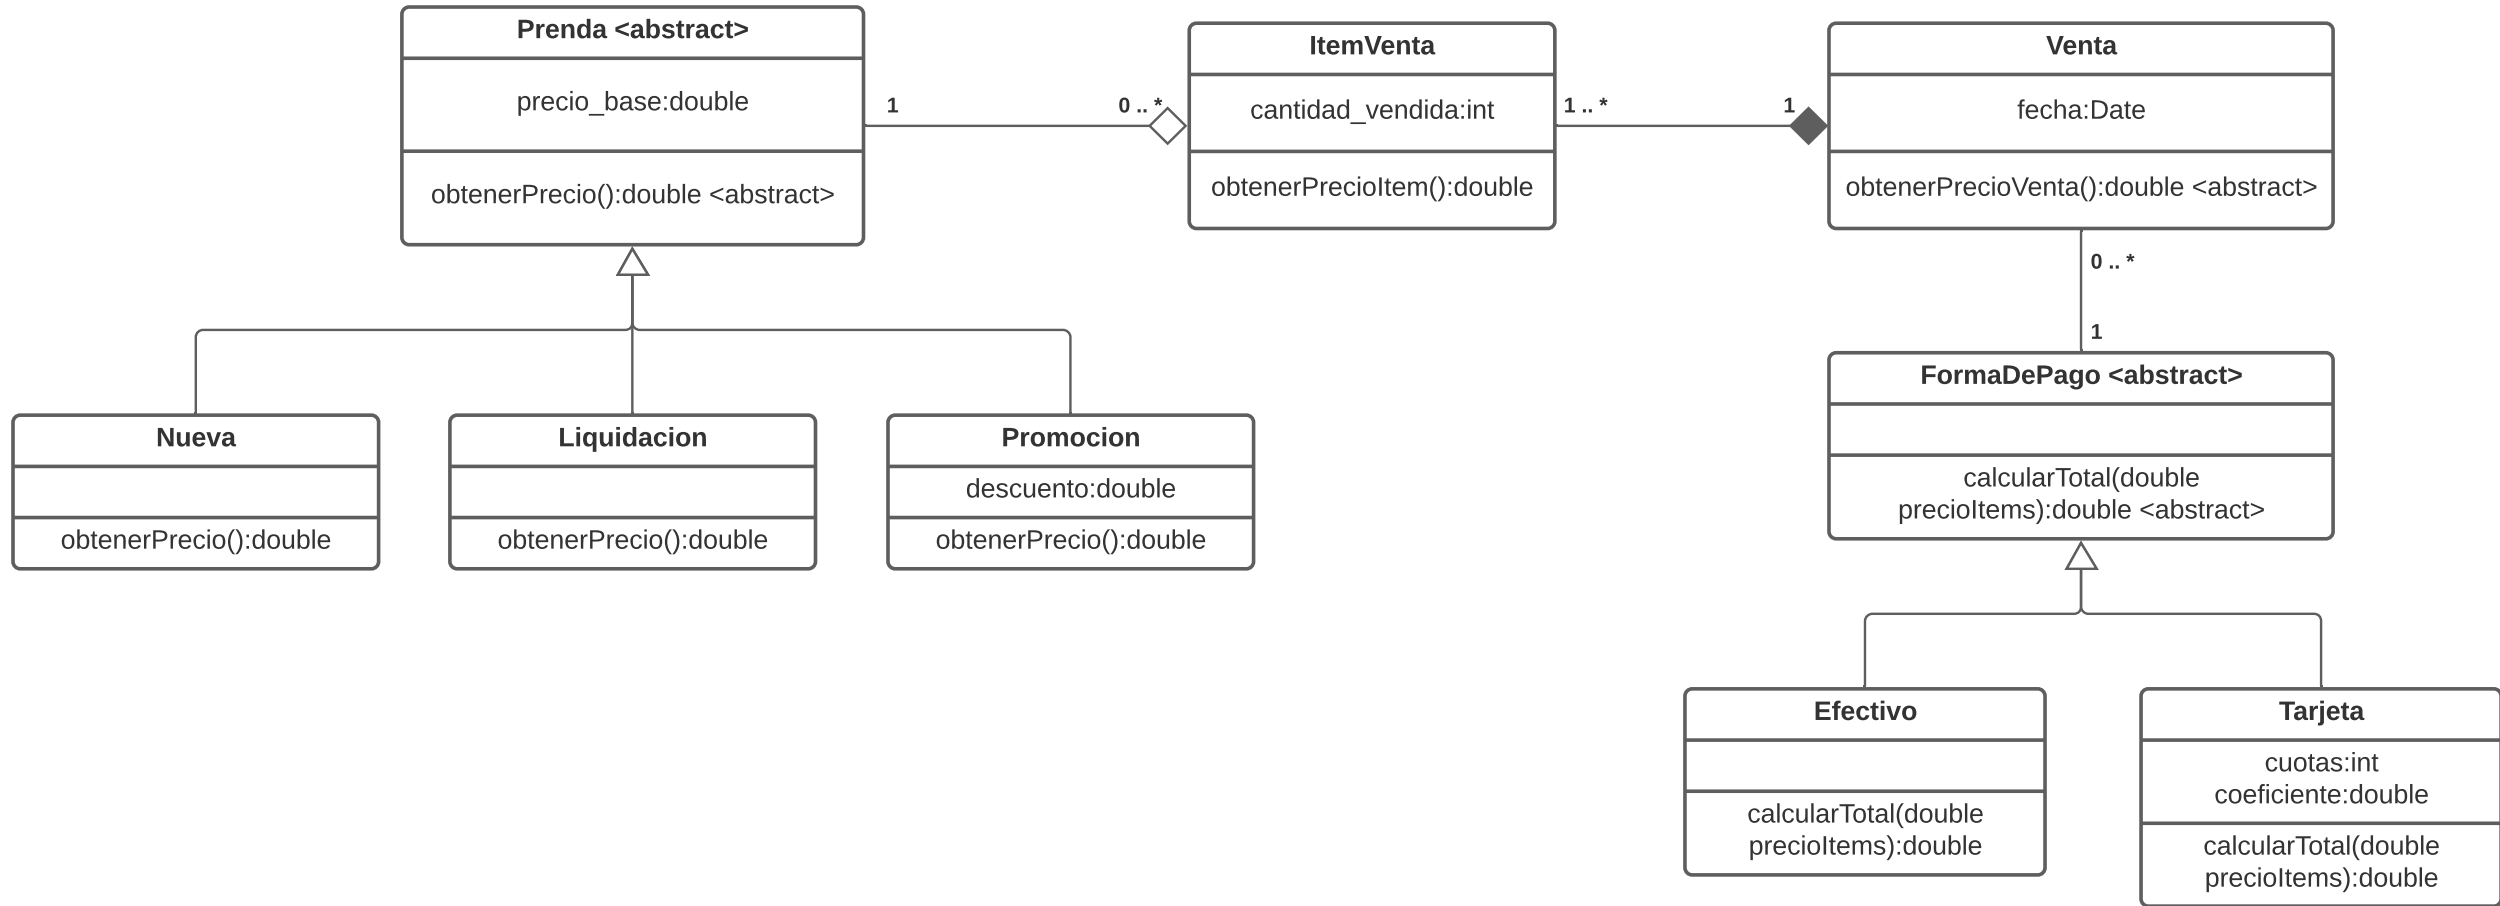 Prenda <abstract>
precio_base:double
obtenerPrecio():double <abstract>
1
0 .. *
ItemVenta
cantidad_vendida:int
obtenerPrecioItem():double
1 .. *
1
Venta
fecha:Date
obtenerPrecioVenta():double <abstract>
0 .. *
1
FormaDePago <abstract>
calcularTotal(double
precioItems):double <abstract>
Nueva
obtenerPrecio():double
Liquidacion
obtenerPrecio():double
Promocion
descuento:double
obtenerPrecio():double
Efectivo
calcularTotal(double
precioItems):double
Tarjeta
cuotas:int
coeficiente:double
calcularTotal(double
precioItems):double